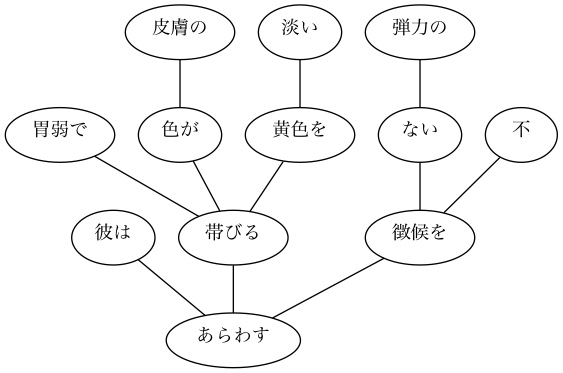 皮膚の 淡い 弾力の
胃弱で 色が 黄色を ない 不
彼は 帯びる 徴候を
あらわす